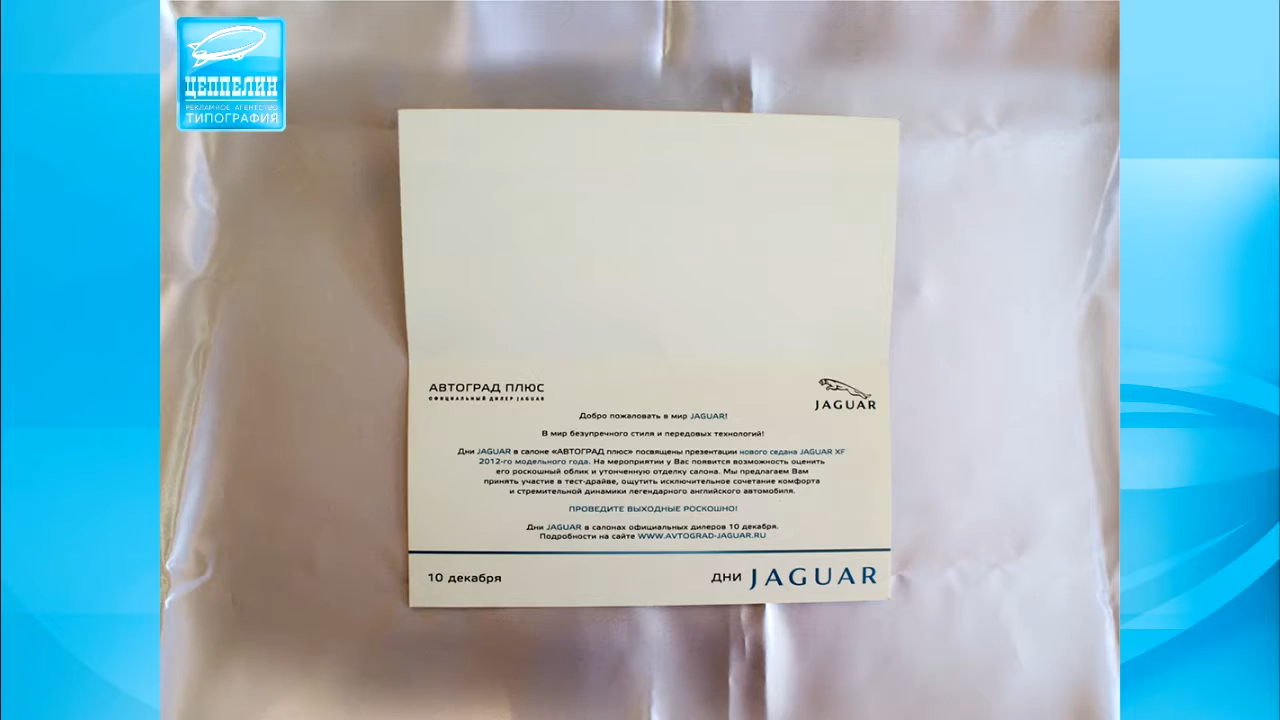 ЦЕППЕЛИН
РЕКЛАМНОЕ АГЕНТСТВО
ТИПОГРАФИЯ
АВТОГРАД ПЛЮС
ОФИЦИАЛЬНЫЙ ДИЛЕР JAGUAR
JAGUAR
Добро пожаловать в мир JAGUAR!
В мир безупречного стиля и передовых технологий!
Дни JAGUAR в салоне «АВТОГРАД плюс» посвящены презентации нового седана JAGUAR XF
2012-го модельного года. На мероприятии у Вас появится возможность оценить
его роскошный облик и утонченную отделку салона. Мы предлагаем Вам
принять участие в тест-драйве, ощутить исключительное сочетание комфорта
и стремительной динамики легендарного английского автомобиля.
ПРОВЕДИТЕ ВЫХОДНЫЕ РОСКОШНО!
Дни JAGUAR в салонах официальных дилеров 10 декабря.
Подробности на сайте WWW.AVTOGRAD-JAGUAR.RU
10 декабря
ДНИ JAGUAR